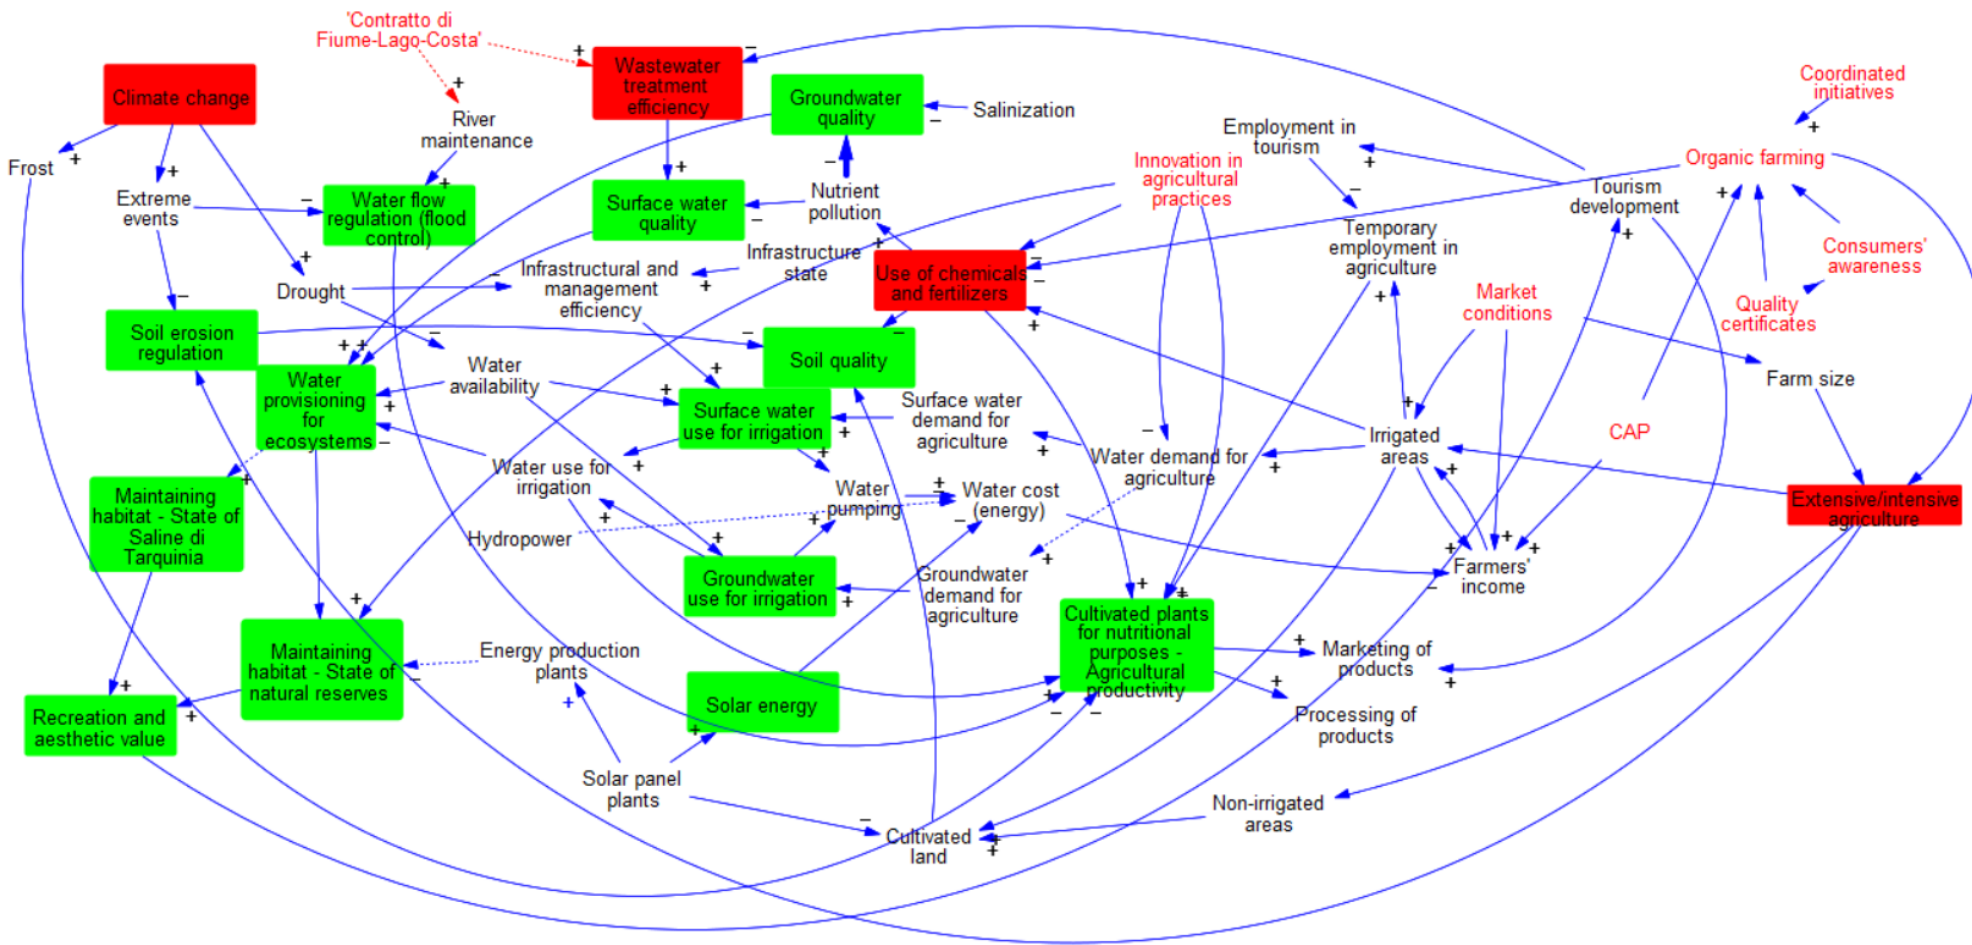 'Contratto di
Fiume-Lago-Costa'
Climate change
Wastewater
treatment
efficiency
Groundwater
quality
Salinization
Coordinated
initiatives
River
maintenance
Employment in
tourism
Innovation in
agricultural
practices
Organic farming
Frost
Extreme
events
Water flow
regulation (flood
control)
Surface water
quality
Nutrient
pollution
Tourism
development
Temporary
employment in
agriculture
Consumers'
awareness
Infrastructure
state
Infrastructural and
management
efficiency
Use of chemicals
and fertilizers
Drought
Market
conditions
Quality
certificates
Soil erosion
regulation
Soil quality
Water
availability
Farm size
Water
provisioning
for
ecosystems
Surface water
use for irrigation
Surface water
demand for
agriculture
Irrigated
areas
CAP
Water demand for
agriculture
Water use for
irrigation
Water
pumping
Water cost
(energy)
Extensive/intensive
agriculture
Maintaining
habitat - State of
Saline di
Tarquinia
Hydropower
Groundwater
use for irrigation
Groundwater
demand for
agriculture
Farmers'
income
Cultivated plants
for nutritional
purposes -
Agricultural
productivity
Maintaining
habitat - State of
natural reserves
Energy production
plants
Marketing of
products
Recreation and
aesthetic value
Solar energy
Processing of
products
Solar panel
plants
Non-irrigated
areas
Cultivated
land